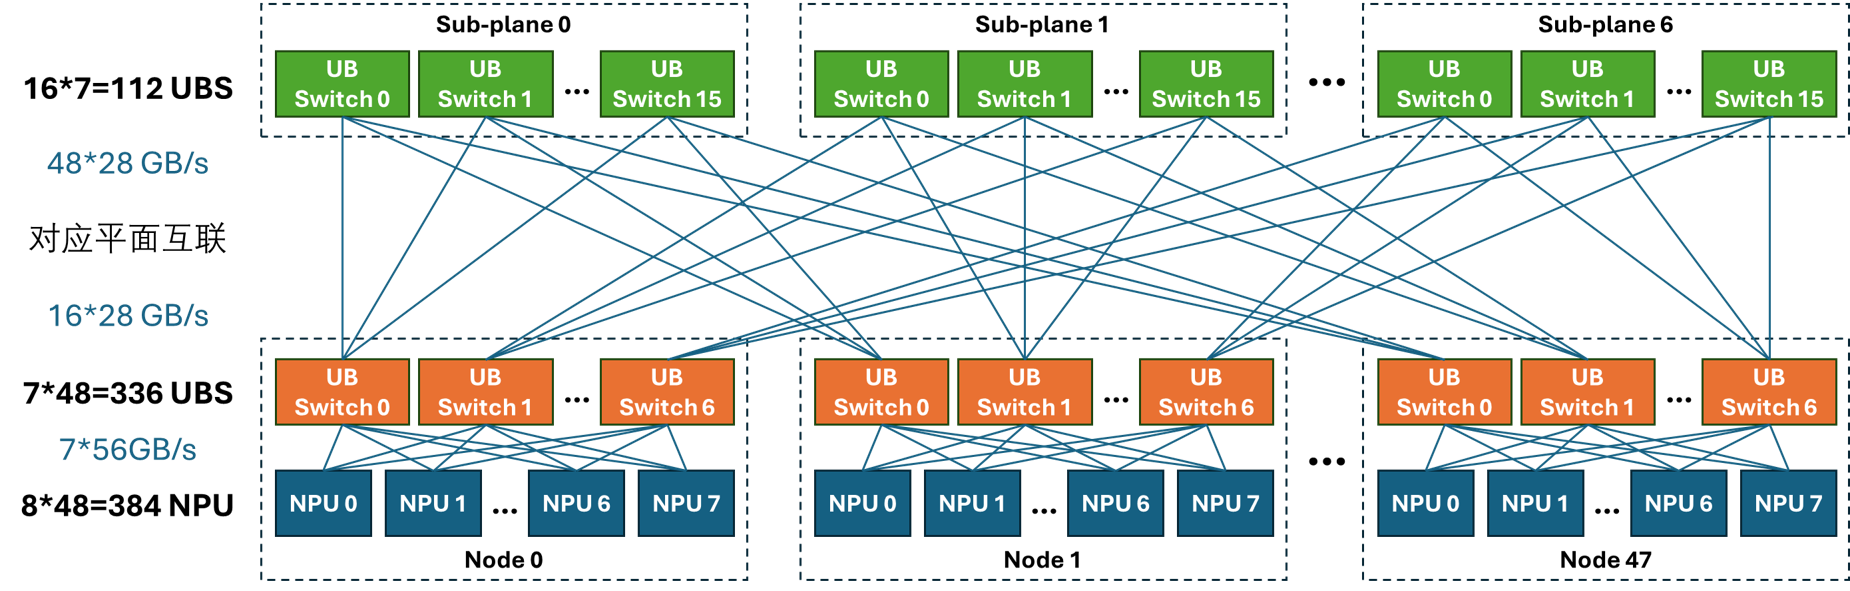 Sub-plane 0
Sub-plane 1
Sub-plane 6
16*7=112 UBS
UB
Switch 0
UB
Switch 1
...
UB
Switch 15
UB
Switch 0
UB
Switch 1
...
UB
Switch 15
...
UB
Switch 0
UB
Switch 1
...
UB
Switch 15
48*28 GB/s
对应平面互联
16*28 GB/s
7*48=336 UBS
UB
Switch 0
UB
Switch 1
...
UB
Switch 6
UB
Switch 0
UB
Switch 1
...
UB
Switch 6
UB
Switch 0
UB
Switch 1
...
UB
Switch 6
7*56GB/s
...
8*48=384 NPU
NPU 0
NPU 1
...
NPU 6
NPU 7
NPU 0
NPU 1
...
NPU 6
NPU 7
NPU 0
NPU 1
...
NPU 6
NPU 7
Node 0
Node 1
Node 47